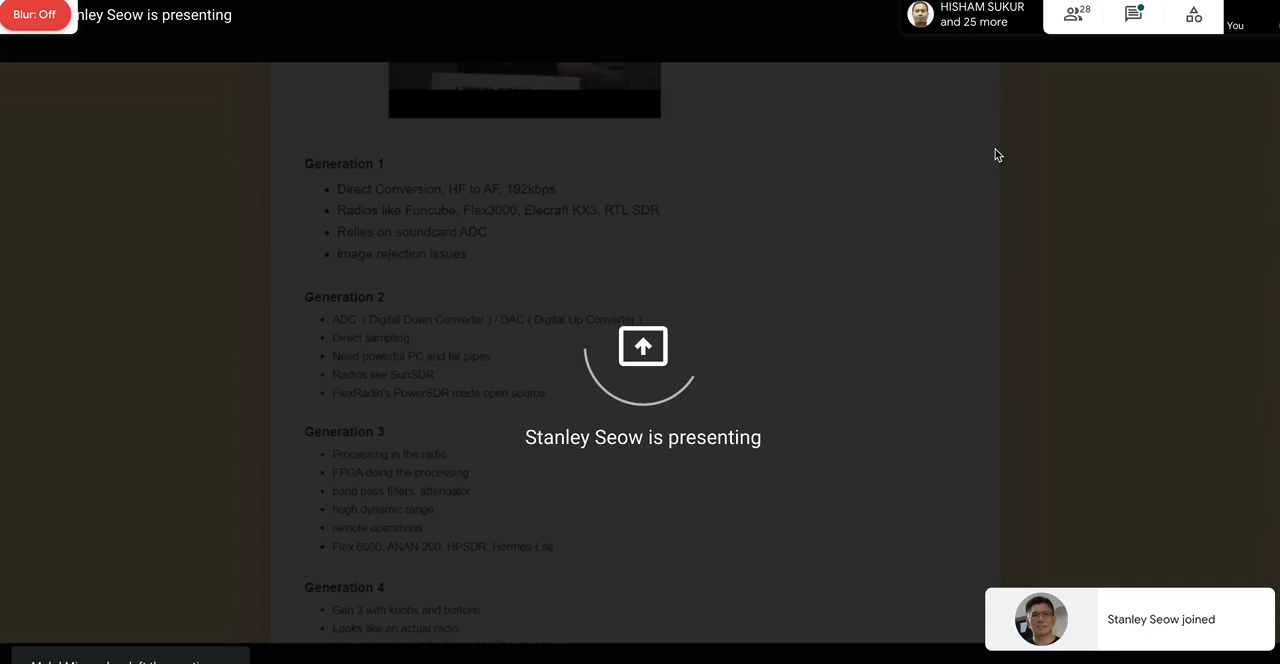 Blur: Off
nley Seow is presenting
HISHAM SUKUR
and 25 more
28
You
Generation 1
• Direct Conversion, HF to AF, 192kbps
• Radios like Funcube, Flex3000, Elecraft KX3, RTL SDR
• Relies on soundcard ADC
• image rejection issues
Generation 2
• ADC ( Digital Down Converter ) / DAC ( Digital Up Converter )
• Direct sampling
• Need powerful PC and fat pipes
• Radios like SunSDR
• FlexRadio's PowerSDR made open source
Stanley Seow is presenting
Generation 3
• Processing in the radio
• FPGA doing the processing
• band pass filters, attenuator
• hugh dynamic range
• remote operations
• Flex 6000, ANAN-200, HPSDR, Hermes-Lite
Generation 4
• Gen 3 with knobs and buttons
• Looks like an actual radio
Stanley Seow joined